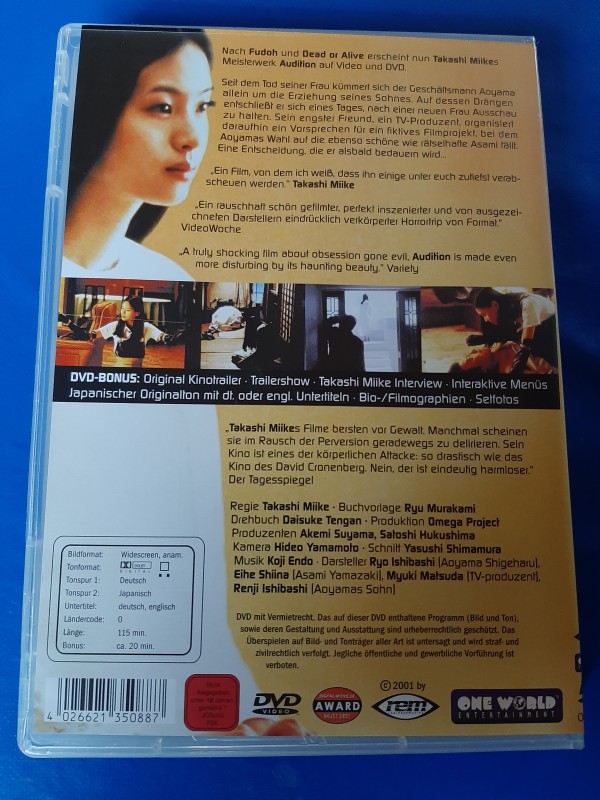 Nach Fudoh und Dead or Alive erscheint nun Takashi Miikes
Meisterwerk Audition auf Video und DVD.
Seit dem Tod seiner Frau kümmert sich der Geschäftsmann Aoyama
allein um die Erziehung seines Sohnes. Auf dessen Drängen
entschließt er sich eines Tages, nach einer neuen Frau Ausschau
zu halten. Sein engster Freund, ein TV-Produzent, organisiert
daraufhin ein Vorsprechen für ein fiktives Filmprojekt, bei dem
Aoyamas Wahl auf die ebenso schöne wie rätselhafte Asami fällt.
Eine Entscheidung, die er alsbald bedauern wird...
„Ein Film, von dem ich weiß, dass ihn einige unter euch zutiefst verab-
scheuen werden." Takashi Miike
„Ein rauschhaft schön gefilmter, perfekt inszenierter und von ausgezei-
chneten Darstellern eindrücklich verkörperter Horrortrip von Format."
VideoWoche
„A truly shocking film about obsession gone evil, Audition is made even
more disturbing by its haunting beauty." Variety
DVD-BONUS: Original Kinotrailer · Trailershow · Takashi Miike Interview · Interaktive Menüs
Japanischer Originalton mit dt. oder engl. Untertiteln · Bio-/Filmographien · Setfotos
„Takashi Miikes Filme bersten vor Gewalt. Manchmal scheinen
sie im Rausch der Perversion geradewegs zu delirieren. Sein
Kino ist eines der körperlichen Attacke: so drastisch wie das
Kino des David Cronenberg. Nein, der ist eindeutig harmloser."
Der Tagesspiegel
Regie Takashi Miike · Buchvorlage Ryu Murakami
Drehbuch Daisuke Tengan · Produktion Omega Project
Produzenten Akemi Suyama, Satoshi Hukushima
Kamera Hideo Yamamoto · Schnitt Yasushi Shimamura
Musik Koji Endo · Darsteller Ryo Ishibashi (Aoyama Shigeharu),
Eihe Shiina (Asami Yamazaki), Myuki Matsuda (TV-produzent),
Renji Ishibashi (Aoyamas Sohn)
Bildformat: Widescreen, anam.
Tonformat: DOLBY DIGITAL
Tonspur 1: Deutsch
Tonspur 2: Japanisch
Untertitel: deutsch, englisch
Ländercode: 0
Länge: 115 min.
Bonus: ca. 20 min.
DVD mit Vermietrecht. Das auf dieser DVD enthaltene Programm (Bild und Ton),
sowie deren Gestaltung und Ausstattung sind urheberrechtlich geschützt. Das
Überspielen auf Bild- und Tonträger aller Art ist untersagt und wird straf- und
zivilrechtlich verfolgt. Jegliche öffentliche und gewerbliche Vorführung ist
verboten.
4 026621 350887
DVD
VIDEO
AWARD
© 2001 by
rem
ONE WORLD
ENTERTAINMENT